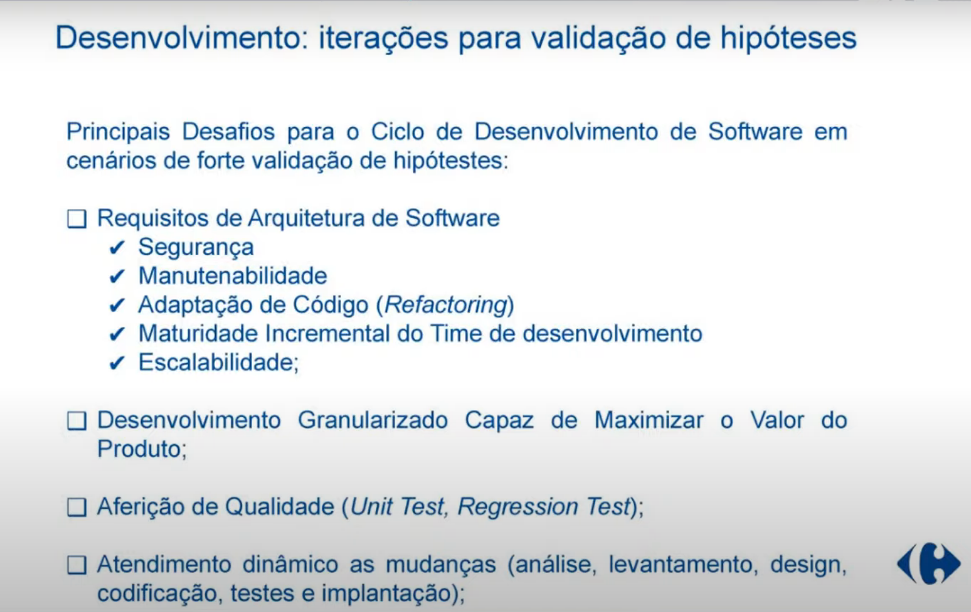 Desenvolvimento: iterações para validação de hipóteses
Principais Desafios para o Ciclo de Desenvolvimento de Software em
cenários de forte validação de hipótestes:
❑ Requisitos de Arquitetura de Software
✔ Segurança
✔ Manutenabilidade
✔ Adaptação de Código (Refactoring)
✔ Maturidade Incremental do Time de desenvolvimento
✔ Escalabilidade;
❑ Desenvolvimento Granularizado Capaz de Maximizar o Valor do
Produto;
❑ Aferição de Qualidade (Unit Test, Regression Test);
❑ Atendimento dinâmico as mudanças (análise, levantamento, design,
codificação, testes e implantação);